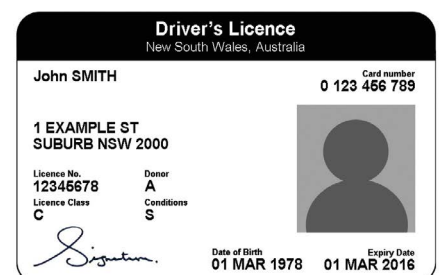 Driver's Licence
New South Wales, Australia
John SMITH
Card number
0 123 456 789
1 EXAMPLE ST
SUBURB NSW 2000
Licence No. Donor
12345678 A
Licence Class Conditions
C S
Signature.
Date of Birth Expiry Date
01 MAR 1978 01 MAR 2016